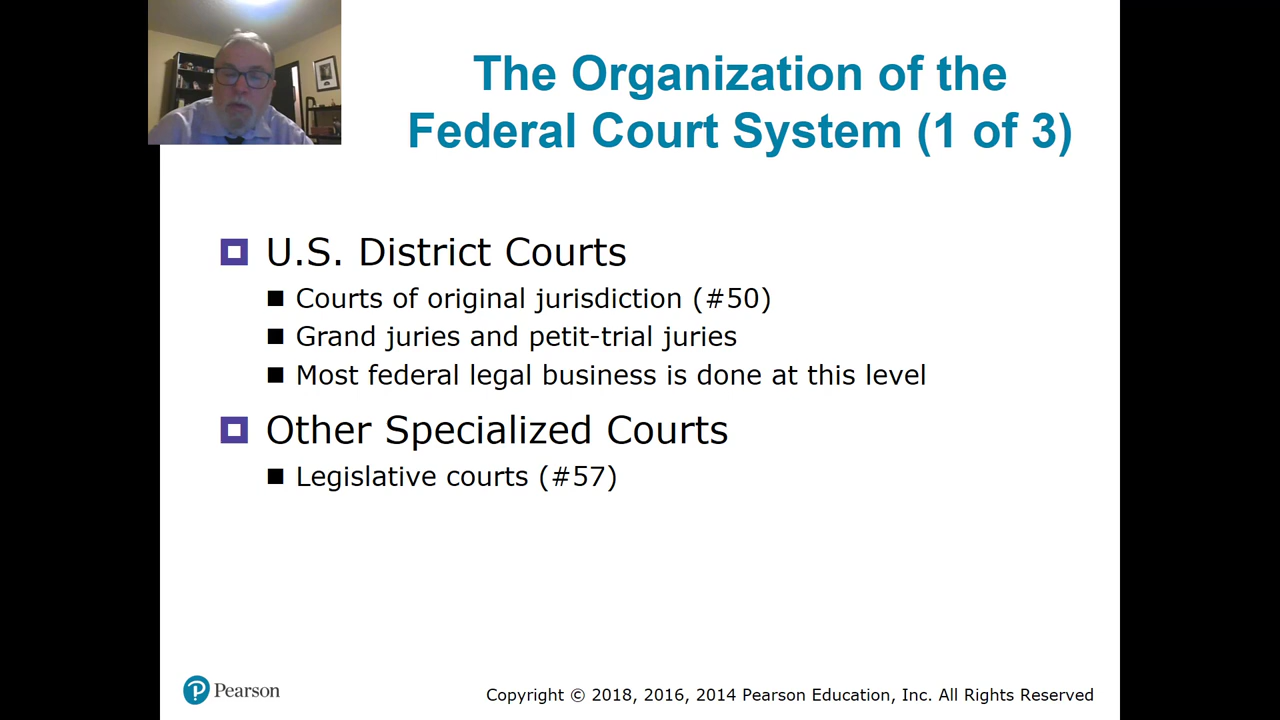 The Organization of the
Federal Court System (1 of 3)
U.S. District Courts
Courts of original jurisdiction (#50)
Grand juries and petit-trial juries
Most federal legal business is done at this level
Other Specialized Courts
Legislative courts (#57)
Pearson
Copyright © 2018, 2016, 2014 Pearson Education, Inc. All Rights Reserved